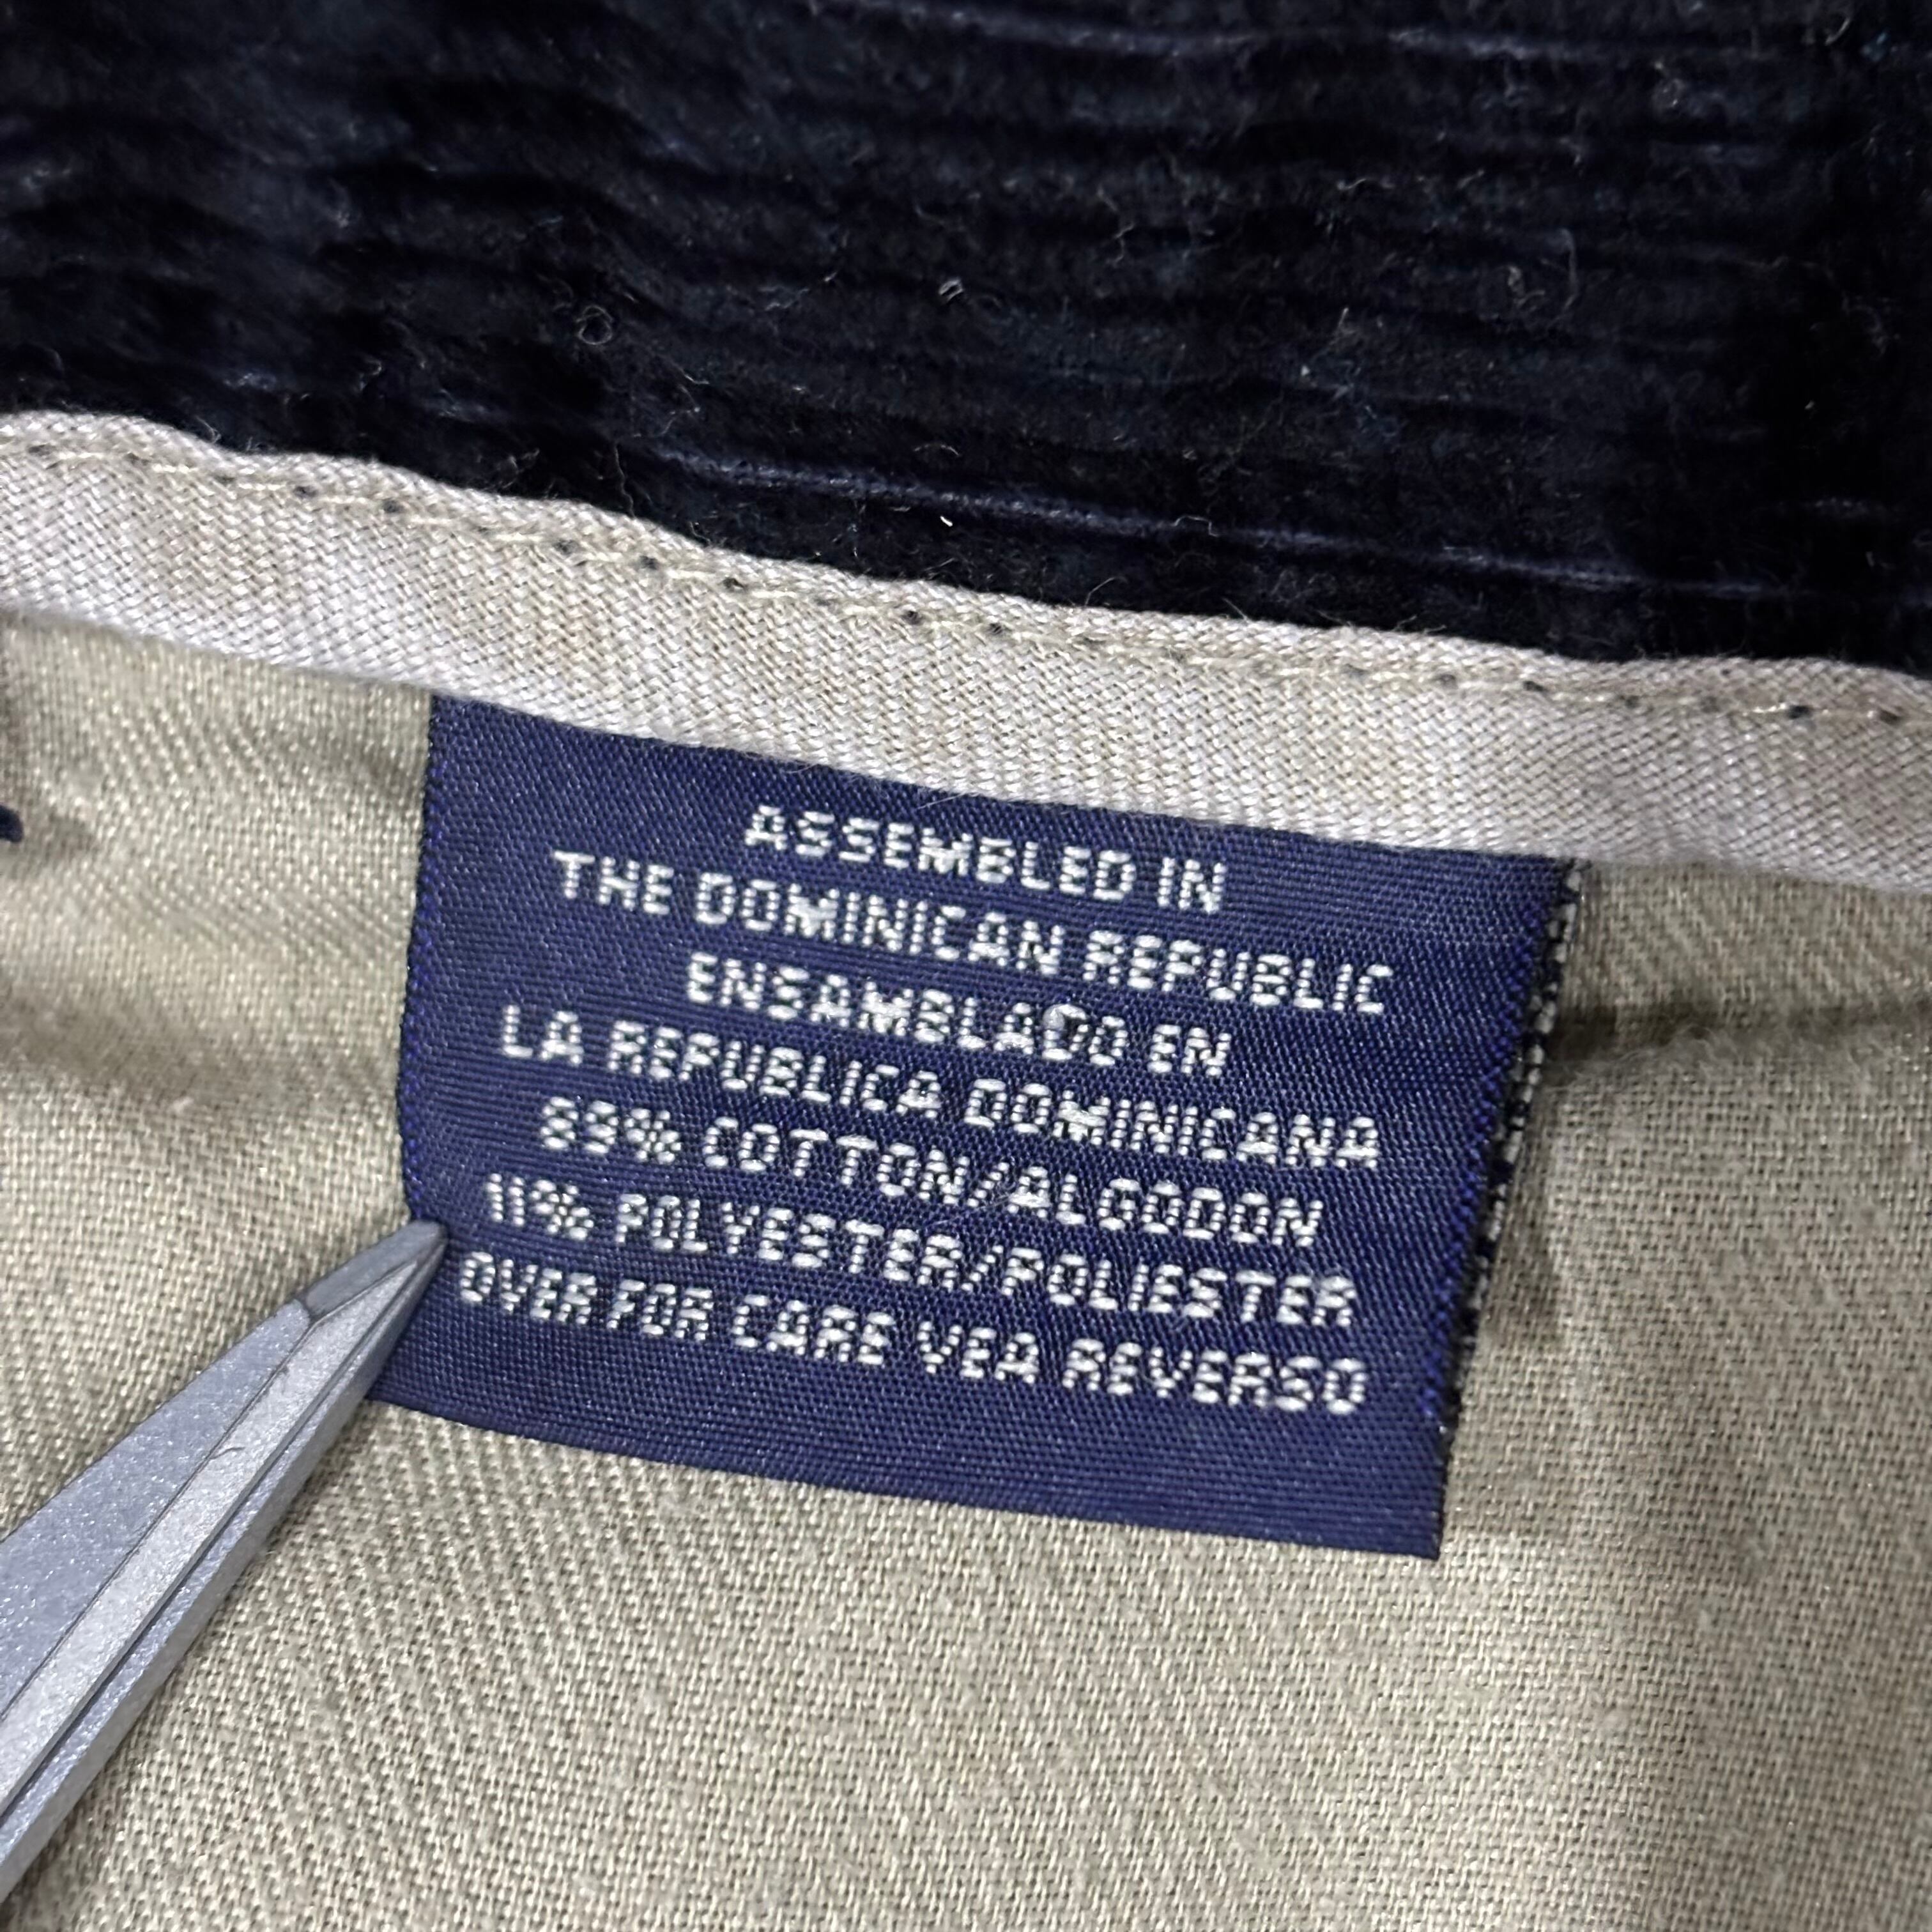 ASSEMBLED IN
THE DOMINICAN REPUBLIC
ENSAMBLADO EN
LA REPUBLICA DOMINICANA
89% COTTON/ALGODON
11% POLYESTER/POLIESTER
OVER FOR CARE VEA REVERSO